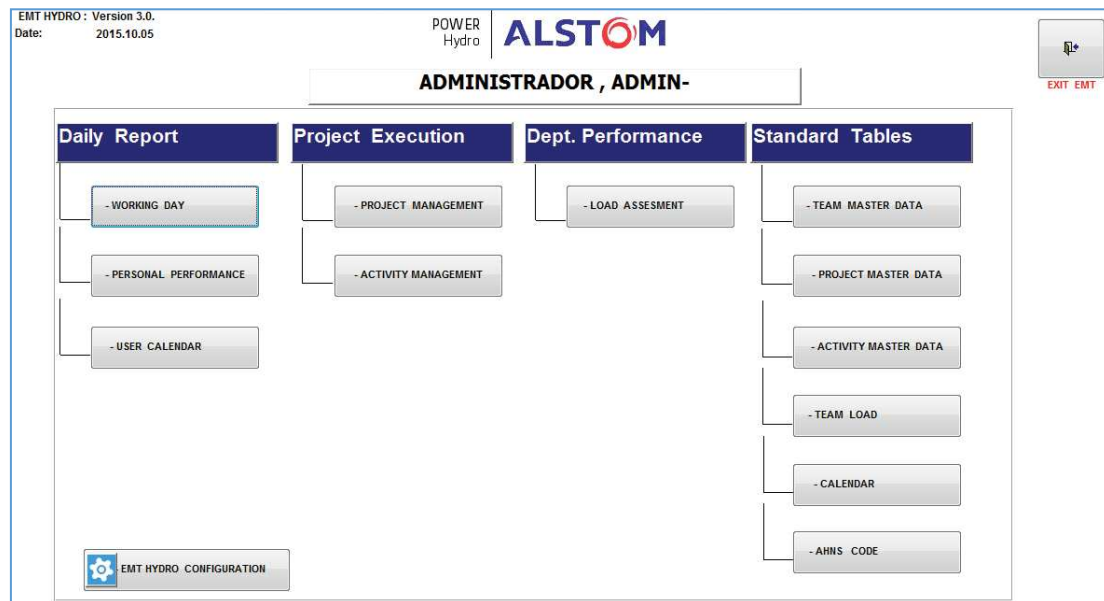 EMT HYDRO : Version 3.0.
Date: 2015.10.05
POWER
Hydro
ALSTOM
EXIT EMT
ADMINISTRADOR , ADMIN-
Daily Report
- WORKING DAY
- PERSONAL PERFORMANCE
- USER CALENDAR
Project Execution
- PROJECT MANAGEMENT
- ACTIVITY MANAGEMENT
Dept. Performance
- LOAD ASSESMENT
Standard Tables
- TEAM MASTER DATA
- PROJECT MASTER DATA
- ACTIVITY MASTER DATA
- TEAM LOAD
- CALENDAR
- AHNS CODE
EMT HYDRO CONFIGURATION